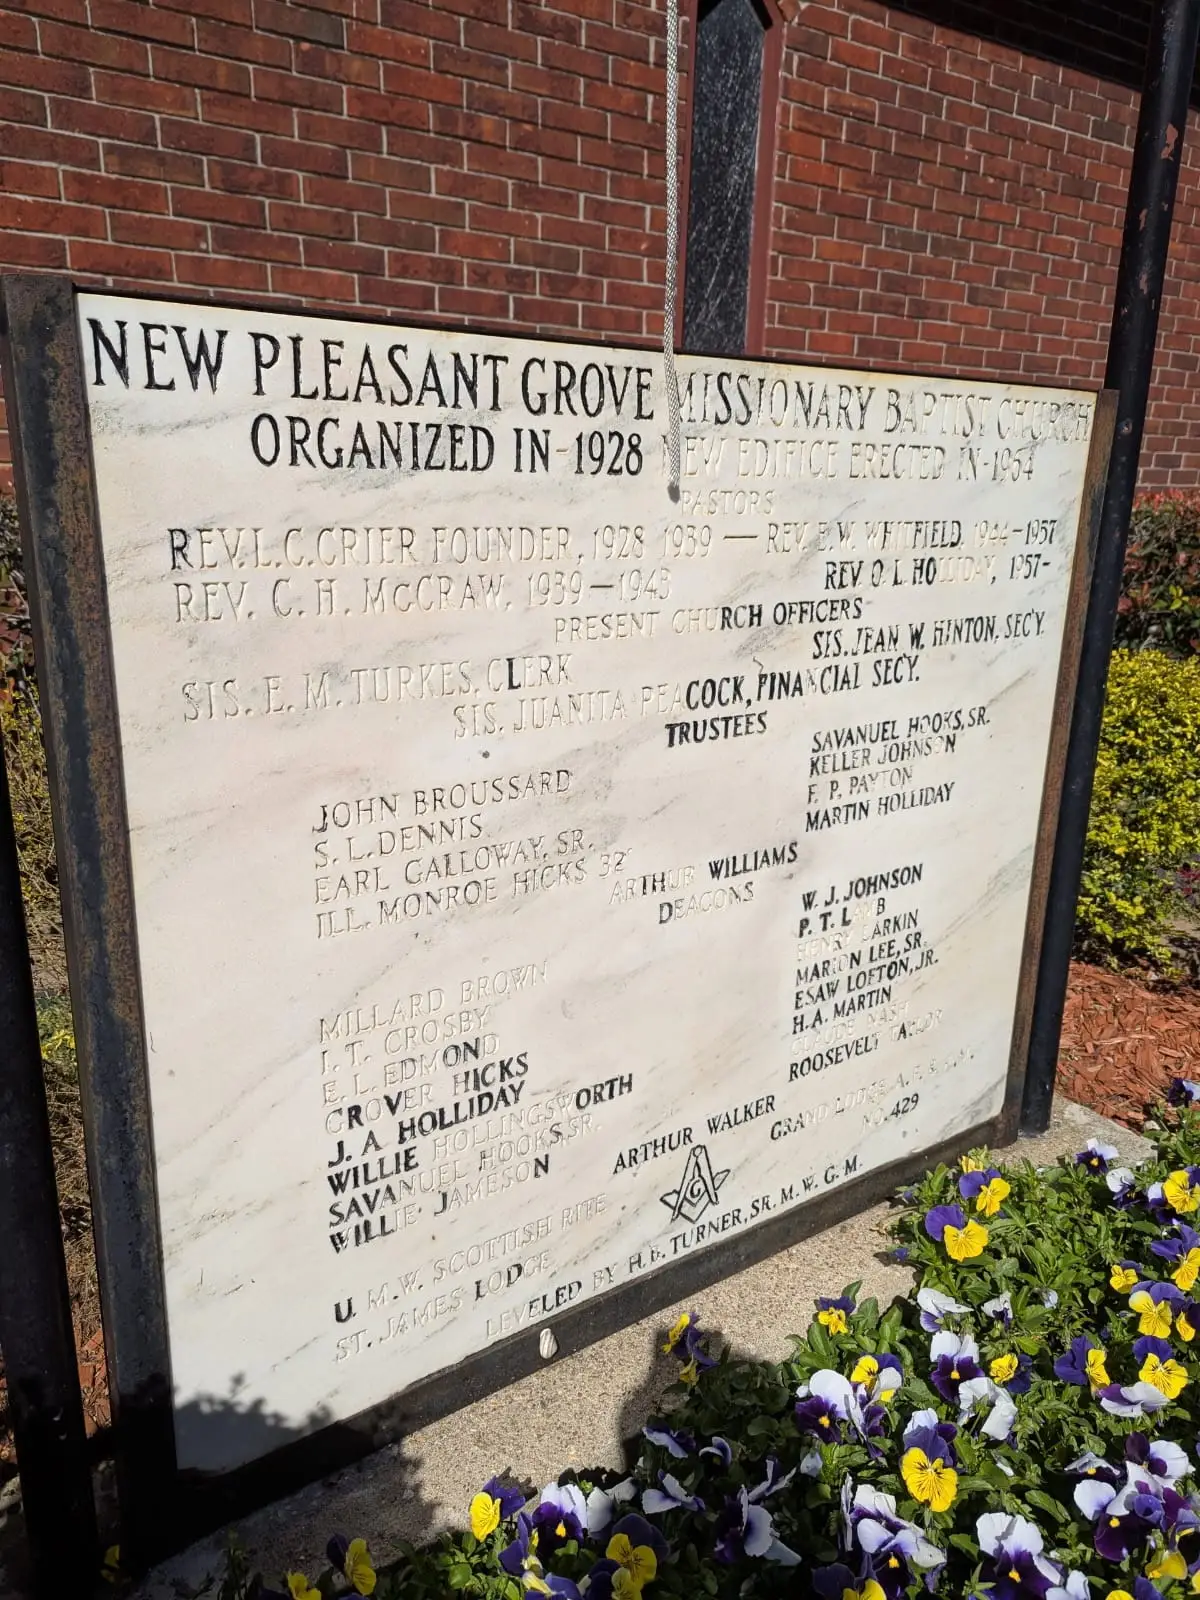 NEW PLEASANT GROVE MISSIONARY BAPTIST CHURCH
ORGANIZED IN-1928 NEW EDIFICE ERECTED IN-1964
PASTORS
REV. L. C. CRIER FOUNDER, 1928 1939 — REV. E. W. WHITFIELD, 1944-1957
REV. C. H. McCRAW, 1939-1943
REV. O. L. HOLLIDAY, 1957-
PRESENT CHURCH OFFICERS
SIS. E. M. TURKES, CLERK
SIS. JEAN W. HINTON, SEC'Y.
SIS. JUANITA PEACOCK, FINANCIAL SECY.
TRUSTEES
JOHN BROUSSARD
S. L. DENNIS
EARL GALLOWAY, SR.
ILL. MONROE HICKS 32°
SAVANUEL HOOKS, SR.
KELLER JOHNSON
F. P. PAYTON
MARTIN HOLLIDAY
ARTHUR WILLIAMS
DEACONS
MILLARD BROWN
I. T. CROSBY
E. L. EDMOND
GROVER HICKS
J. A. HOLLIDAY
WILLIE HOLLINGSWORTH
SAVANUEL HOOKS, SR.
WILLIE JAMESON
W. J. JOHNSON
P. T. LAMB
HENRY LARKIN
MARION LEE, SR.
ESAW LOFTON, JR.
H. A. MARTIN
CLAUDE NASH
ROOSEVELT TAYLOR
ARTHUR WALKER
U. M. W. SCOTTISH RITE
GRAND LODGE A. F. & A. M.
ST. JAMES LODGE
NO. 429
G
LEVELED BY H. B. TURNER, SR. M. W. G. M.